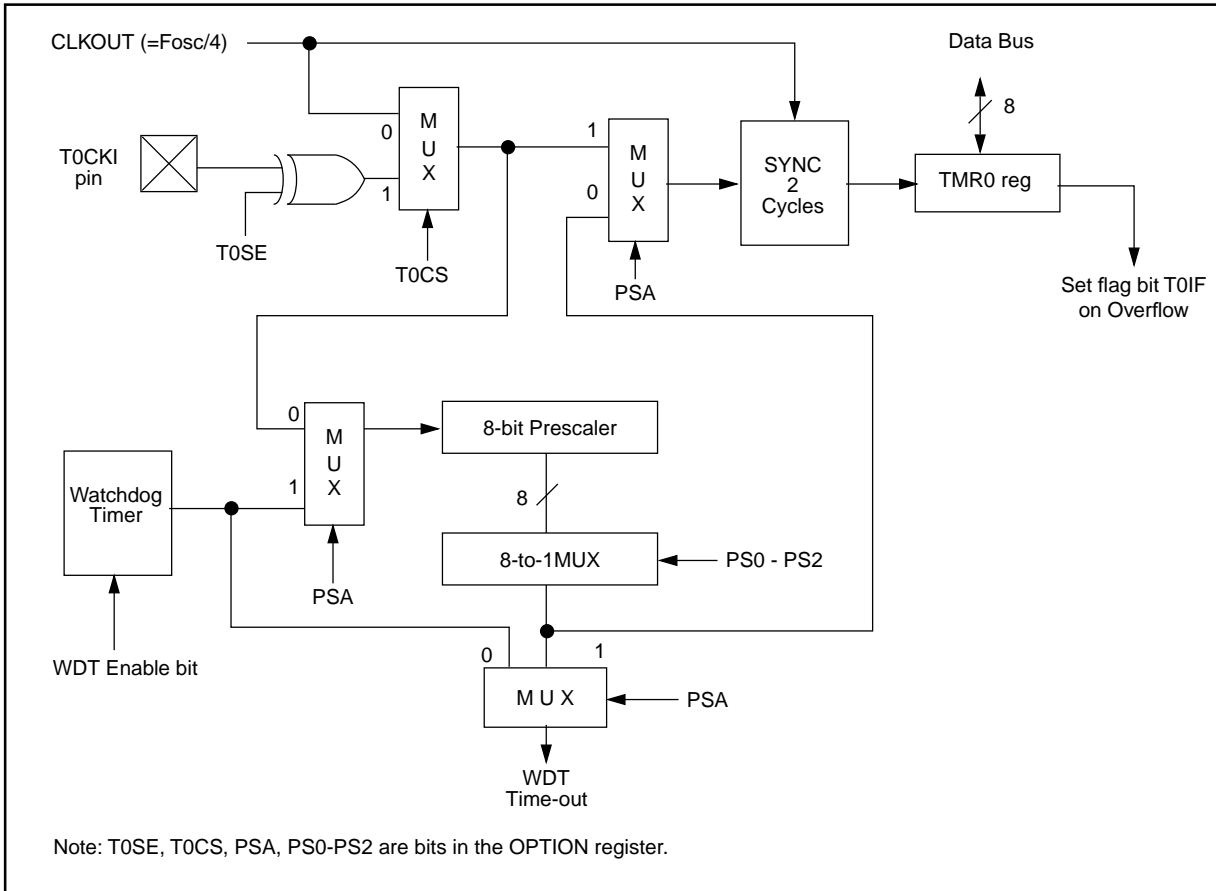 CLKOUT (=Fosc/4)
Data Bus
8
M
U
X
0
1
T0CKI
pin
T0SE
T0CS
1
0
M
U
X
PSA
SYNC
2
Cycles
TMR0 reg
Set flag bit T0IF
on Overflow
0
1
M
U
X
8-bit Prescaler
Watchdog
Timer
8
PSA
8-to-1MUX
PS0 - PS2
WDT Enable bit
0
1
M U X
PSA
WDT
Time-out
Note: T0SE, T0CS, PSA, PS0-PS2 are bits in the OPTION register.